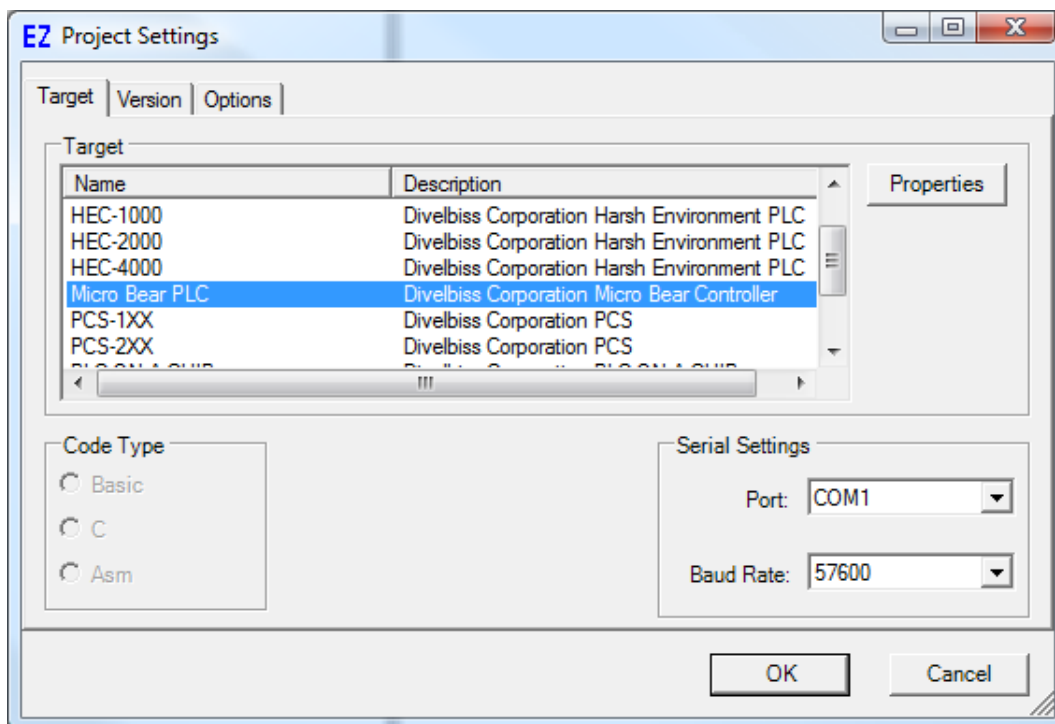 EZ Project Settings
Target Version Options
Target
Name Description
HEC-1000 Divelbiss Corporation Harsh Environment PLC
HEC-2000 Divelbiss Corporation Harsh Environment PLC
HEC-4000 Divelbiss Corporation Harsh Environment PLC
Micro Bear PLC Divelbiss Corporation Micro Bear Controller
PCS-1XX Divelbiss Corporation PCS
PCS-2XX Divelbiss Corporation PCS
Properties
Code Type
Basic
C
Asm
Serial Settings
Port: COM1
Baud Rate: 57600
OK Cancel